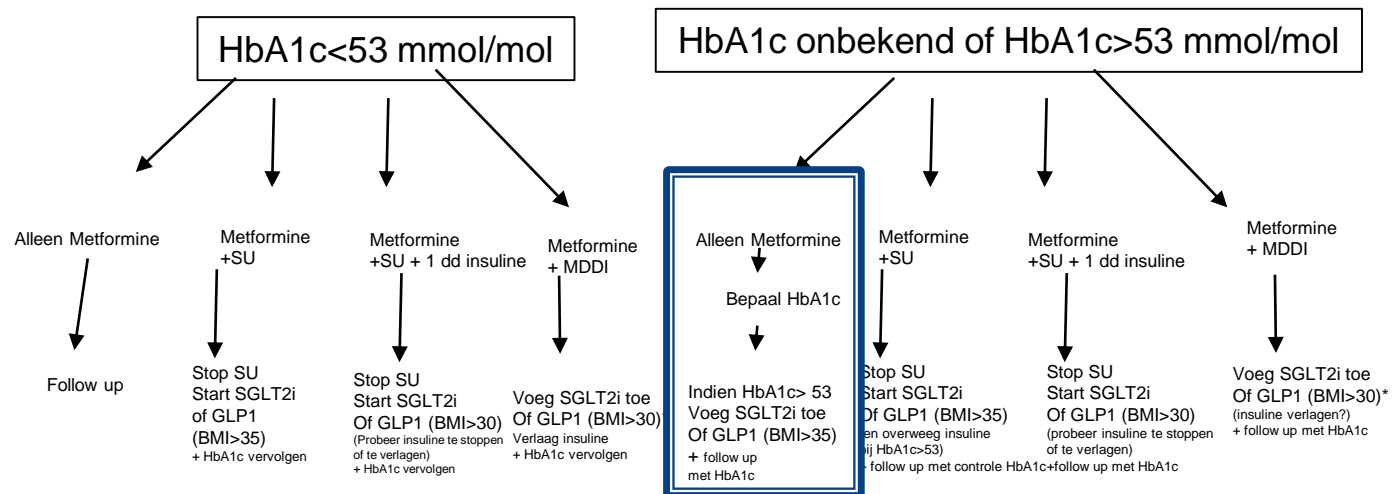 HbA1c<53 mmol/mol
HbA1c onbekend of HbA1c>53 mmol/mol
Alleen Metformine
Follow up
Metformine
+SU
Stop SU
Start SGLT2i
of GLP1
(BMI>35)
+ HbA1c vervolgen
Metformine
+SU + 1 dd insuline
Stop SU
Start SGLT2i
Of GLP1 (BMI>30)
(Probeer insuline te stoppen
of te verlagen)
+ HbA1c vervolgen
Metformine
+ MDDI
Voeg SGLT2i toe
Of GLP1 (BMI>30)
Verlaag insuline
+ HbA1c vervolgen
Alleen Metformine
Bepaal HbA1c
Indien HbA1c> 53
Voeg SGLT2i toe
Of GLP1 (BMI>35)
+ follow up
met HbA1c
Metformine
+SU
Stop SU
Start SGLT2i
Of GLP1 (BMI>35)
en overweeg insuline
bij HbA1c>53)
+ follow up met controle HbA1c
Metformine
+SU + 1 dd insuline
Stop SU
Start SGLT2i
Of GLP1 (BMI>30)
(probeer insuline te stoppen
of te verlagen)
+follow up met HbA1c
Metformine
+ MDDI
Voeg SGLT2i toe
Of GLP1 (BMI>30)*
(insuline verlagen?)
+ follow up met HbA1c